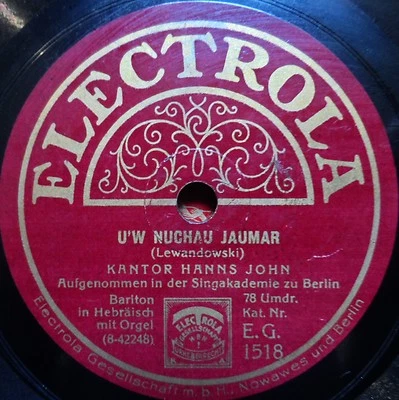 ELECTROLA
U'W NUCHAU JAUMAR
(Lewandowski)
KANTOR HANNS JOHN
Aufgenommen in der Singakademie zu Berlin
Bariton
in Hebräisch
mit Orgel
(8-42248)
ELECTROLA
GESELLSCHAFT
78 Umdr.
Kat. Nr.
E.G.
1518
Electrola Gesellschaft m.b.H. Nowawes und Berlin